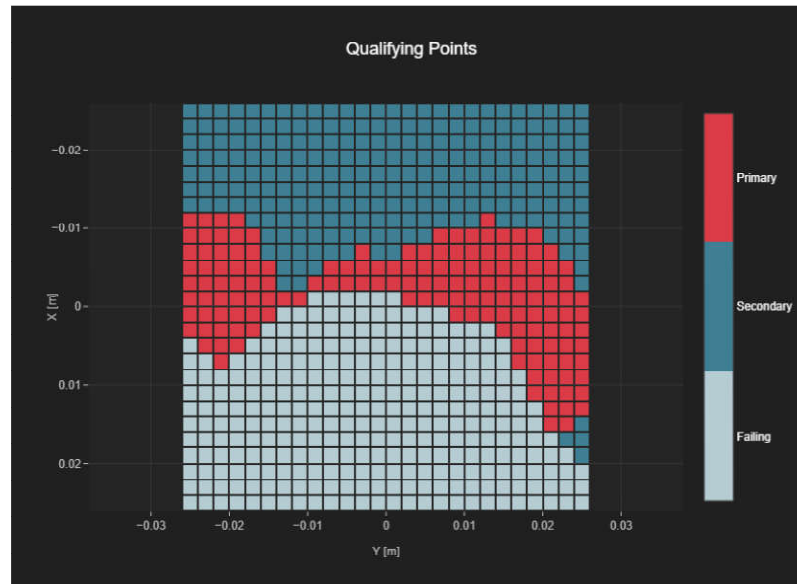 Qualifying Points
−0.02
−0.01
0
0.01
0.02
X [m]
−0.03
−0.02
−0.01
0
0.01
0.02
0.03
Y [m]
Primary
Secondary
Failing